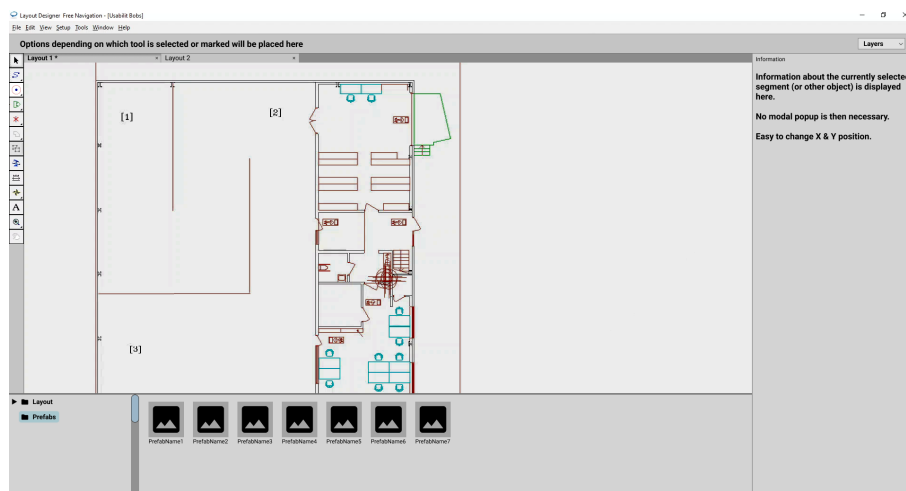 Layout Designer Free Navigation - [Usabilit Bobs]
File Edit View Setup Tools Window Help
Options depending on which tool is selected or marked will be placed here
Layers
Layout 1 *
Layout 2
Information
A
Information about the currently selected
segment (or other object) is displayed
here.
No modal popup is then necessary.
Easy to change X & Y position.
[1]
[2]
[3]
Layout
Prefabs
PrefabName1 PrefabName2 PrefabName3 PrefabName4 PrefabName5 PrefabName6 PrefabName7